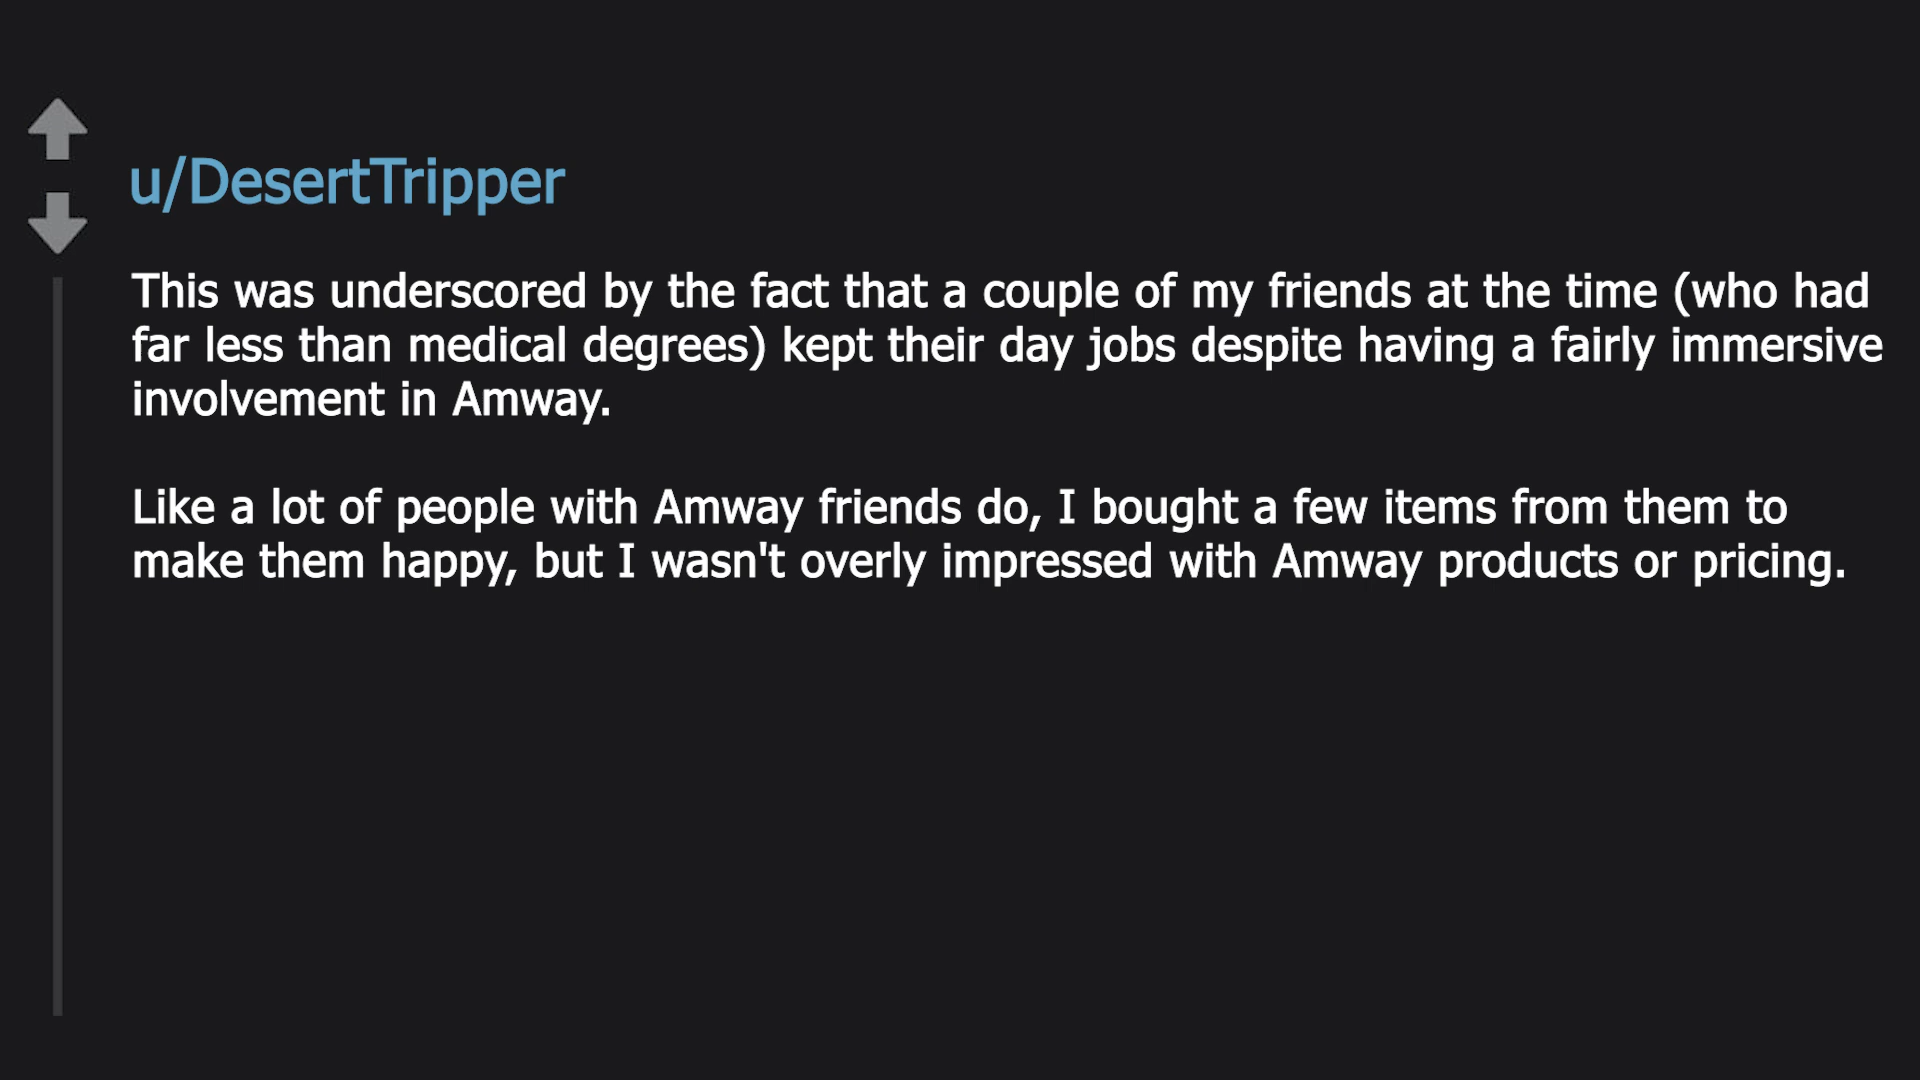 u/DesertTripper
This was underscored by the fact that a couple of my friends at the time (who had
far less than medical degrees) kept their day jobs despite having a fairly immersive
involvement in Amway.
Like a lot of people with Amway friends do, I bought a few items from them to
make them happy, but I wasn't overly impressed with Amway products or pricing.